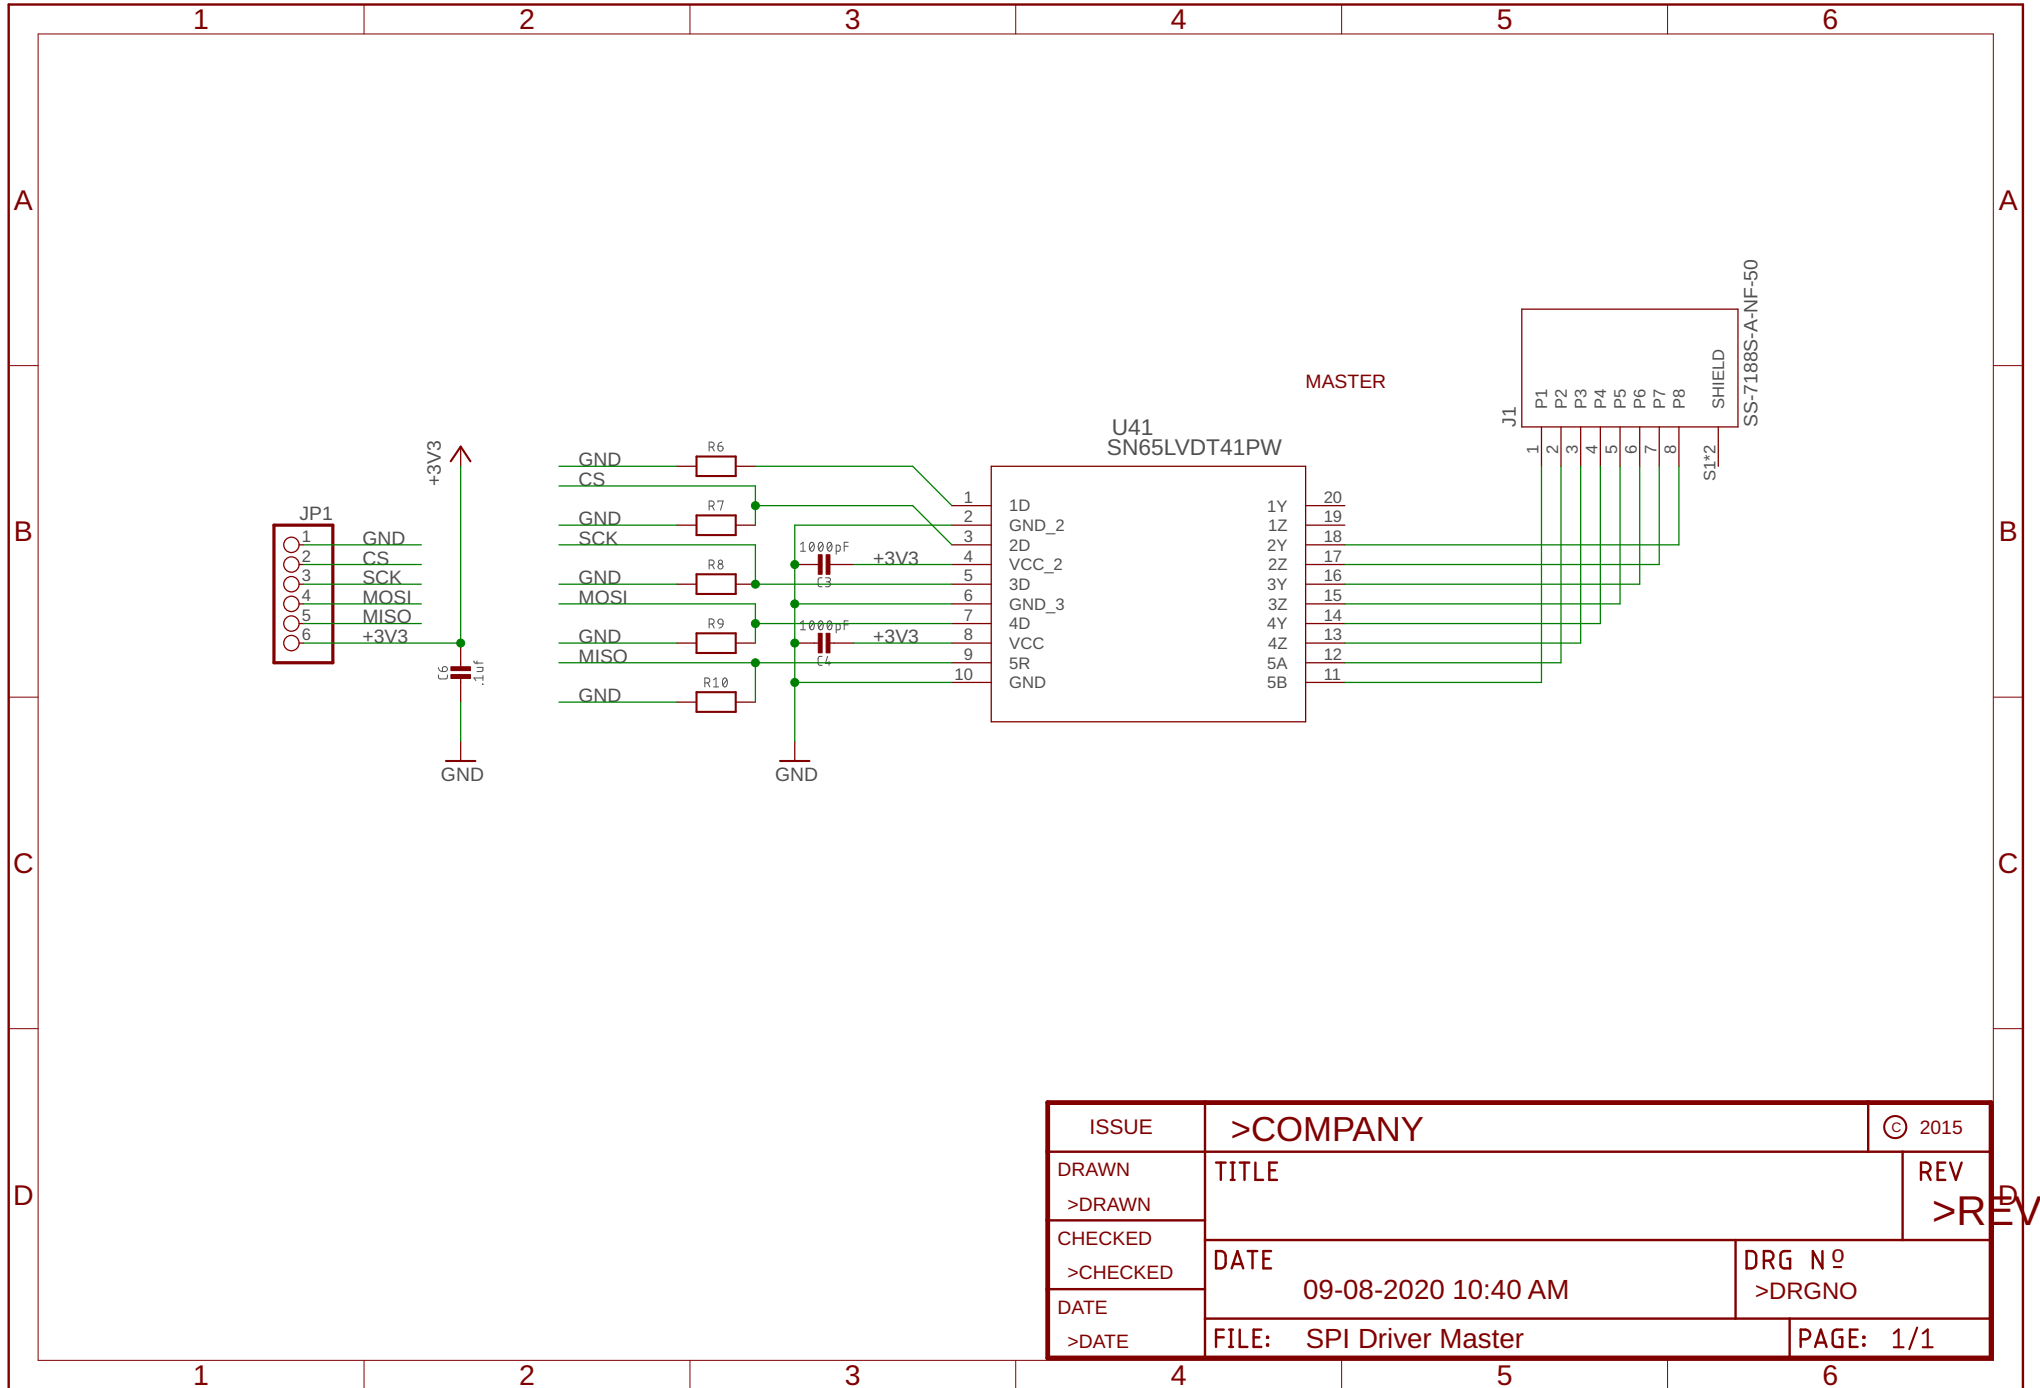 1 2 3 4 5 6
A A
B B
C C
D D
MASTER
J1
SS-7188S-A-NF-50
P1
P2
P3
P4
P5
P6
P7
P8
SHIELD
1
2
3
4
5
6
7
8
S1*2
U41
SN65LVDT41PW
1 1D
2 GND_2
3 2D
4 VCC_2
5 3D
6 GND_3
7 4D
8 VCC
9 5R
10 GND
1Y 20
1Z 19
2Y 18
2Z 17
3Y 16
3Z 15
4Y 14
4Z 13
5A 12
5B 11
+3V3
JP1
1 GND
2 CS
3 SCK
4 MOSI
5 MISO
6 +3V3
C6
.1uf
GND
GND R6
CS
GND R7
SCK
GND R8
MOSI
GND R9
MISO
GND R10
1000pF
C3
+3V3
1000pF
C4
+3V3
GND
ISSUE
>COMPANY
© 2015
DRAWN
>DRAWN
TITLE
REV
>REV
CHECKED
>CHECKED
DATE
09-08-2020 10:40 AM
DRG Nº
>DRGNO
DATE
>DATE
FILE: SPI Driver Master
PAGE: 1/1
1 2 3 4 5 6